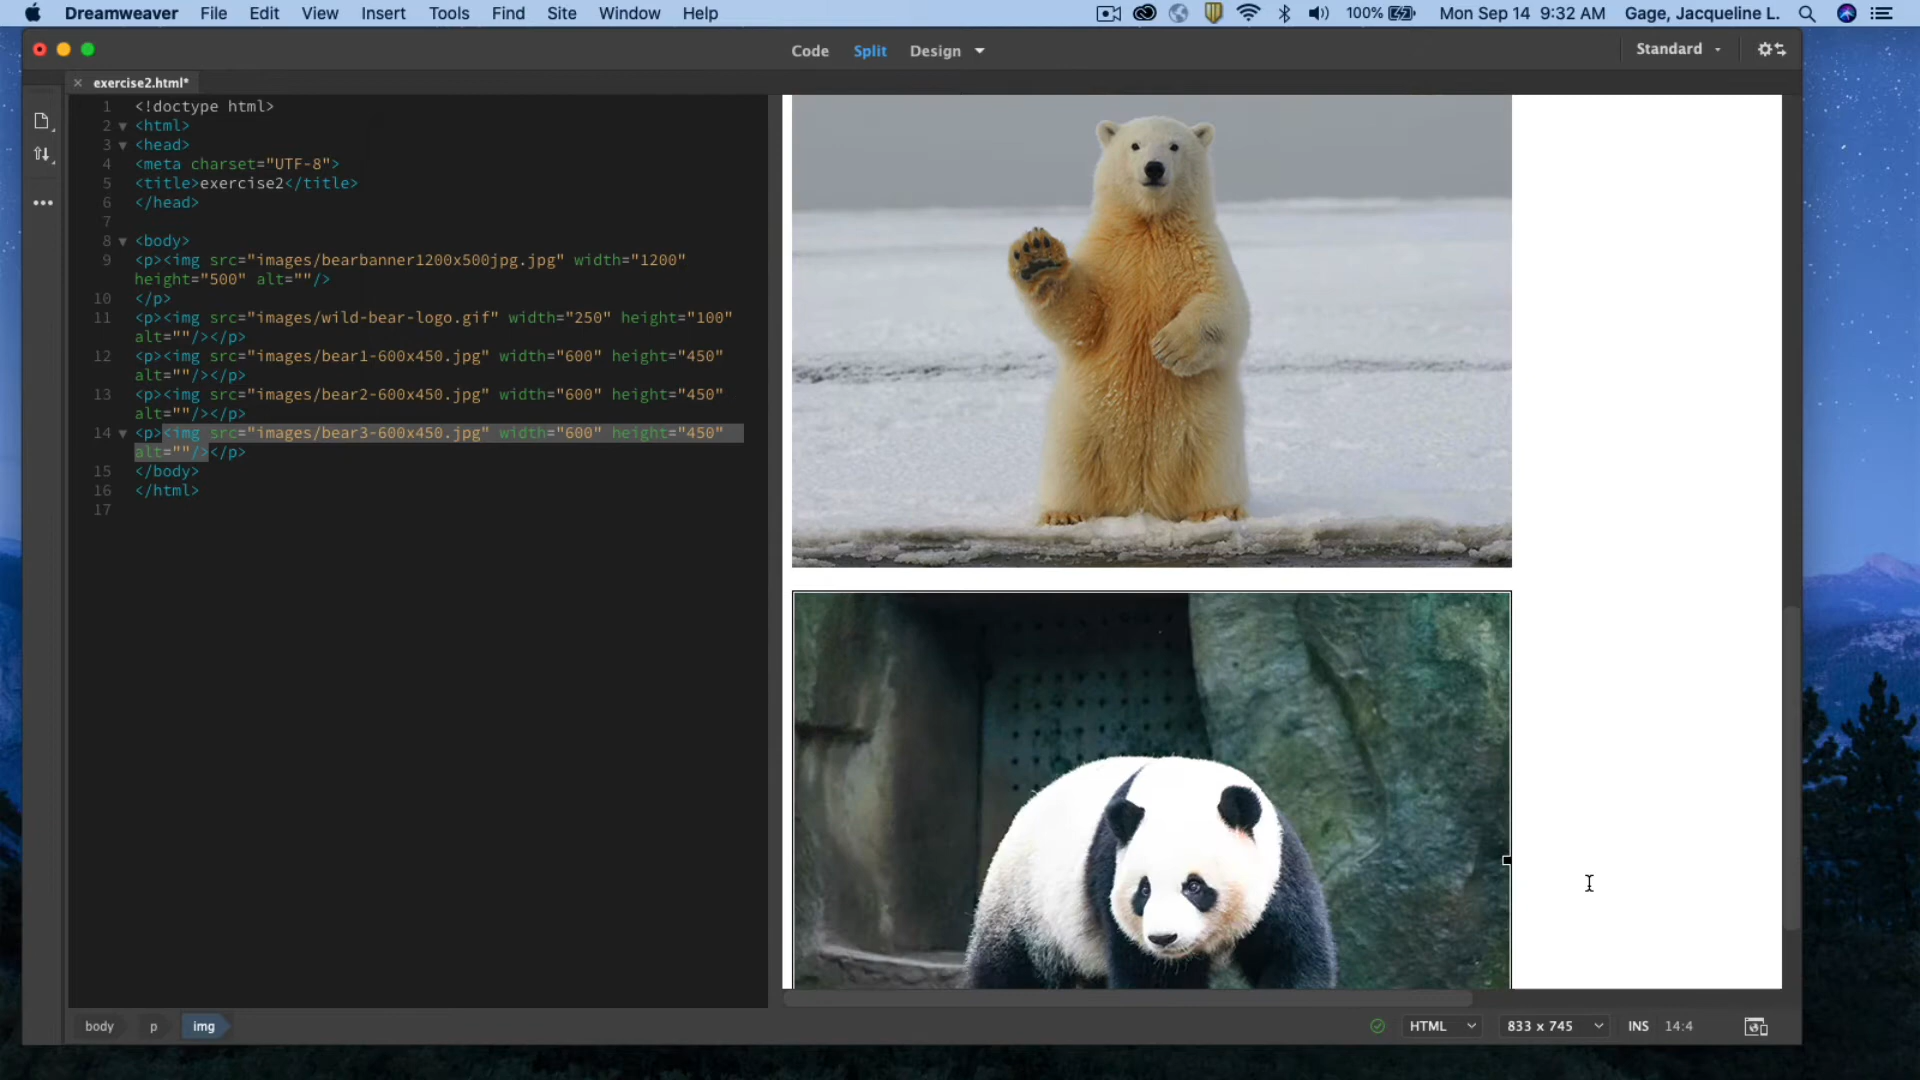 Dreamweaver File Edit View Insert Tools Find Site Window Help 100% Mon Sep 14 9:32 AM Gage, Jacqueline L.
Code Split Design Standard
exercise2.html*
1 <!doctype html>
2 <html>
3 <head>
4 <meta charset="UTF-8">
5 <title>exercise2</title>
6 </head>
7
8 <body>
9 <p><img src="images/bearbanner1200x500jpg.jpg" width="1200"
height="500" alt=""/>
10 </p>
11 <p><img src="images/wild-bear-logo.gif" width="250" height="100"
alt=""/></p>
12 <p><img src="images/bear1-600x450.jpg" width="600" height="450"
alt=""/></p>
13 <p><img src="images/bear2-600x450.jpg" width="600" height="450"
alt=""/></p>
14 <p><img src="images/bear3-600x450.jpg" width="600" height="450"
alt=""/></p>
15 </body>
16 </html>
17
body p img HTML 833 x 745 INS 14:4